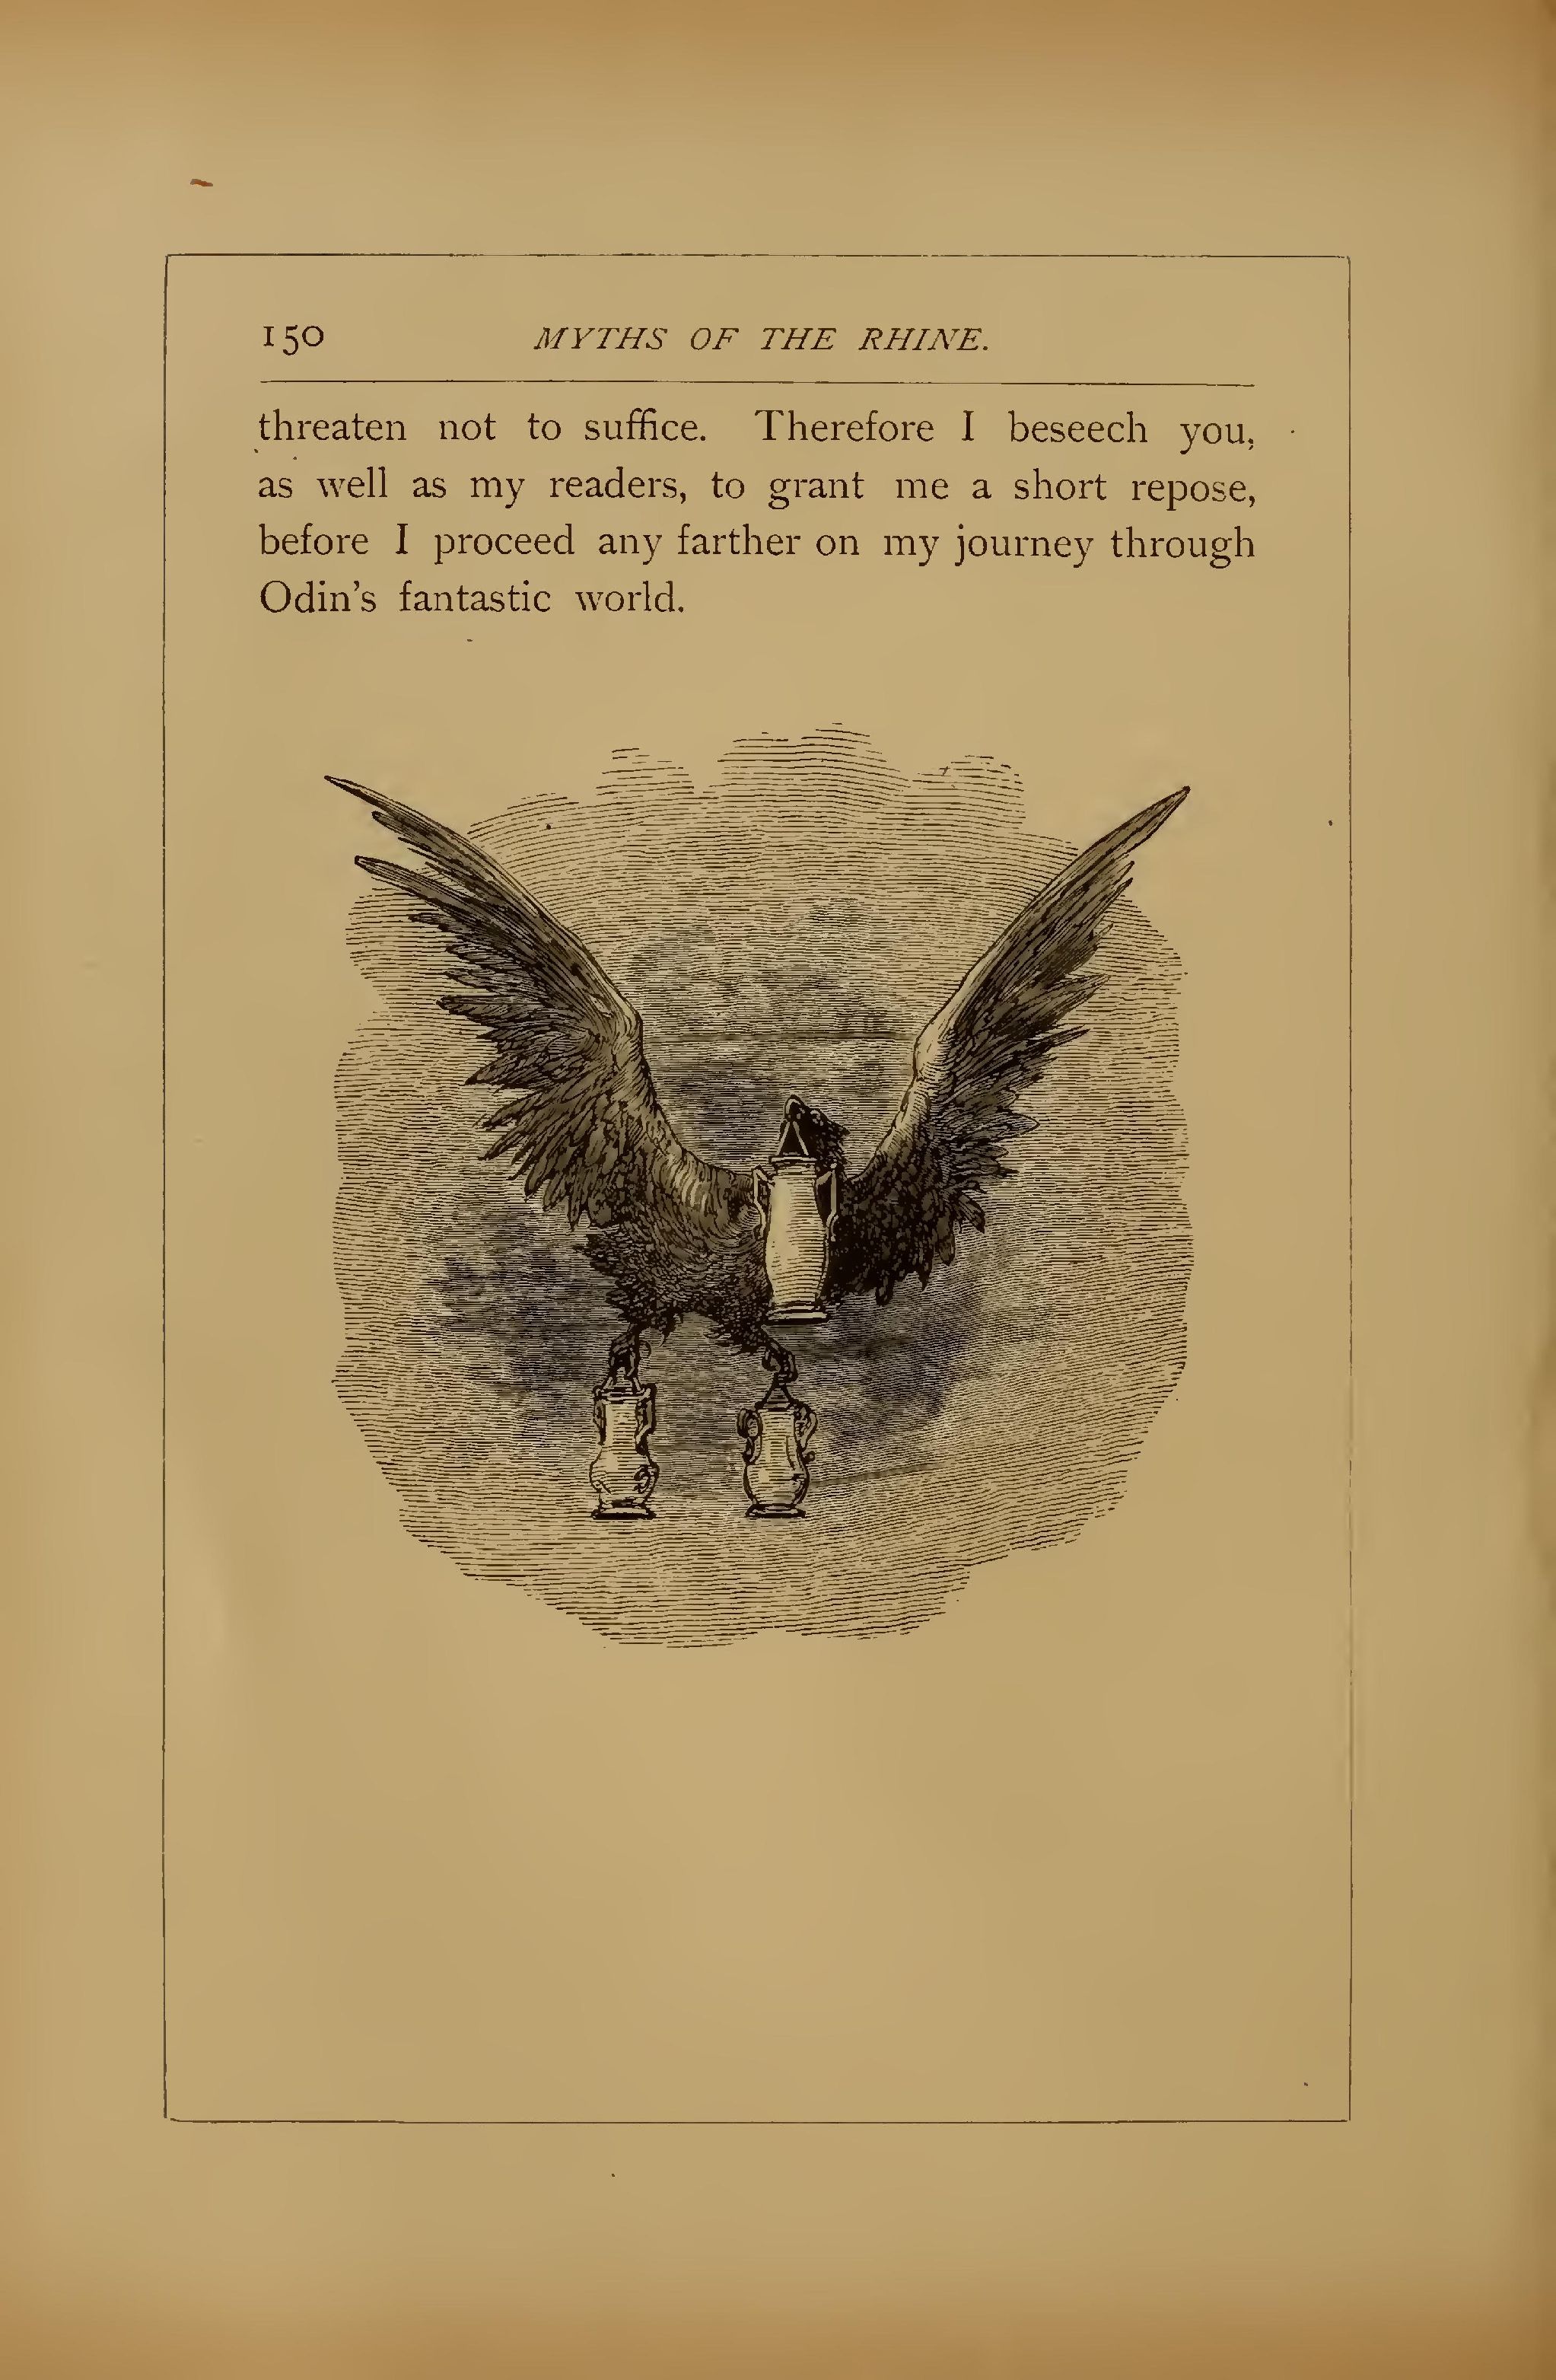 150 MYTHS OF THE RHINE.
threaten not to suffice. Therefore I beseech you,
as well as my readers, to grant me a short repose,
before I proceed any farther on my journey through
Odin's fantastic world.